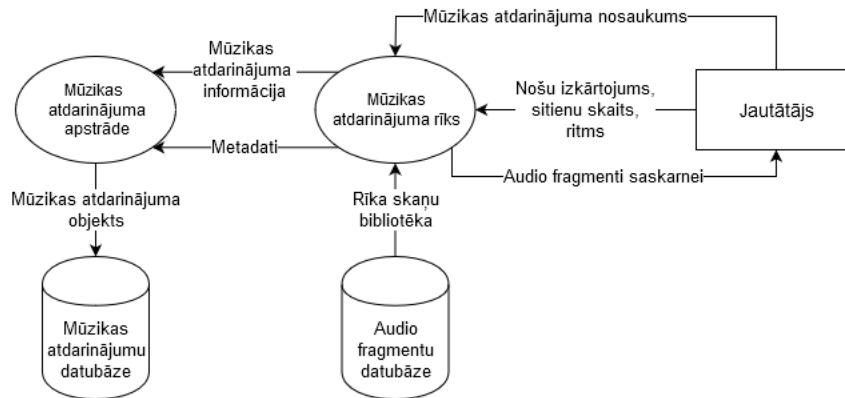 Mūzikas atdarinājuma nosaukums
Mūzikas
atdarinājuma
informācija
Mūzikas
atdarinājuma
apstrāde
Mūzikas
atdarinājuma rīks
Nošu izkārtojums,
sitienu skaits,
ritms
Jautātājs
Metadati
Audio fragmenti saskarnei
Mūzikas atdarinājuma
objekts
Rīka skaņu
bibliotēka
Mūzikas
atdarinājumu
datubāze
Audio
fragmentu
datubāze